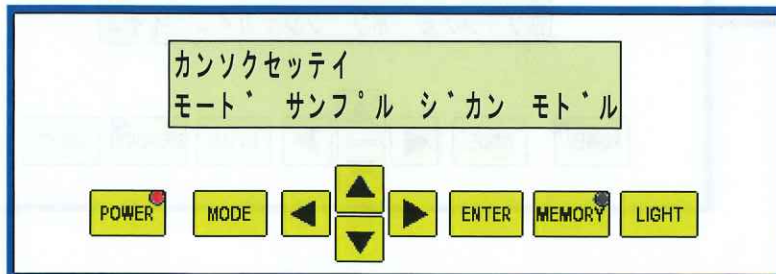 カンソクセッテイ
モート゛ サンフ゜ル シ゛カン モト゛ル
POWER MODE ◀ ▲ ▼ ▶ ENTER MEMORY LIGHT